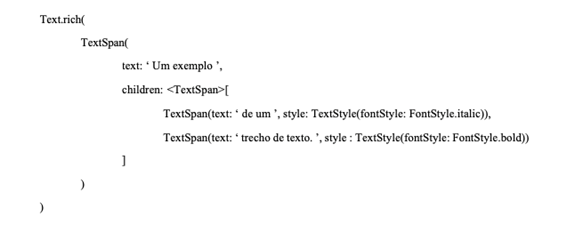 Text.rich(
TextSpan(
text: ‘ Um exemplo ’,
children: <TextSpan>[
TextSpan(text: ‘ de um ’, style: TextStyle(fontStyle: FontStyle.italic)),
TextSpan(text: ‘ trecho de texto. ’, style : TextStyle(fontStyle: FontStyle.bold))
]
)
)